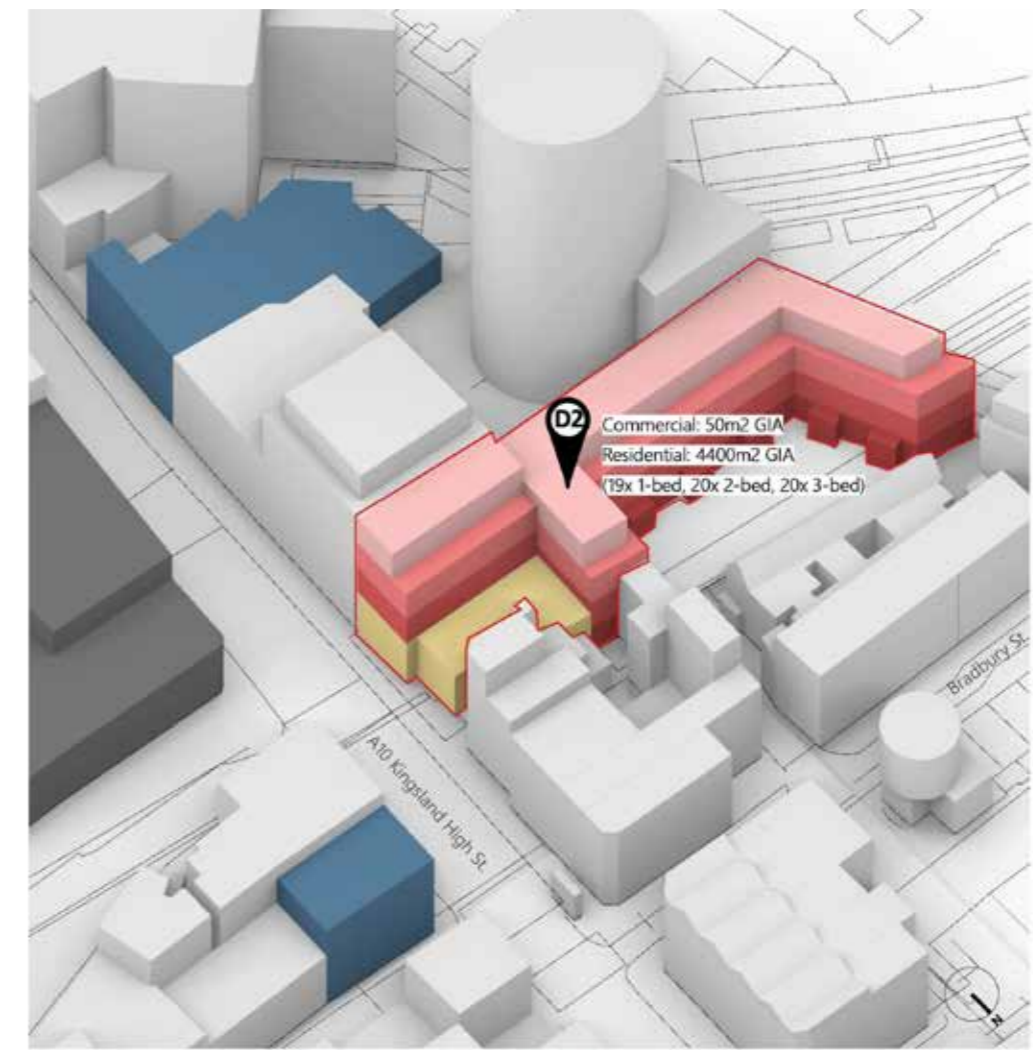 D2
Commercial: 50m2 GIA
Residential: 4400m2 GIA
(19x 1-bed, 20x 2-bed, 20x 3-bed)
Bradbury St.
A10 Kingsland High St.
N